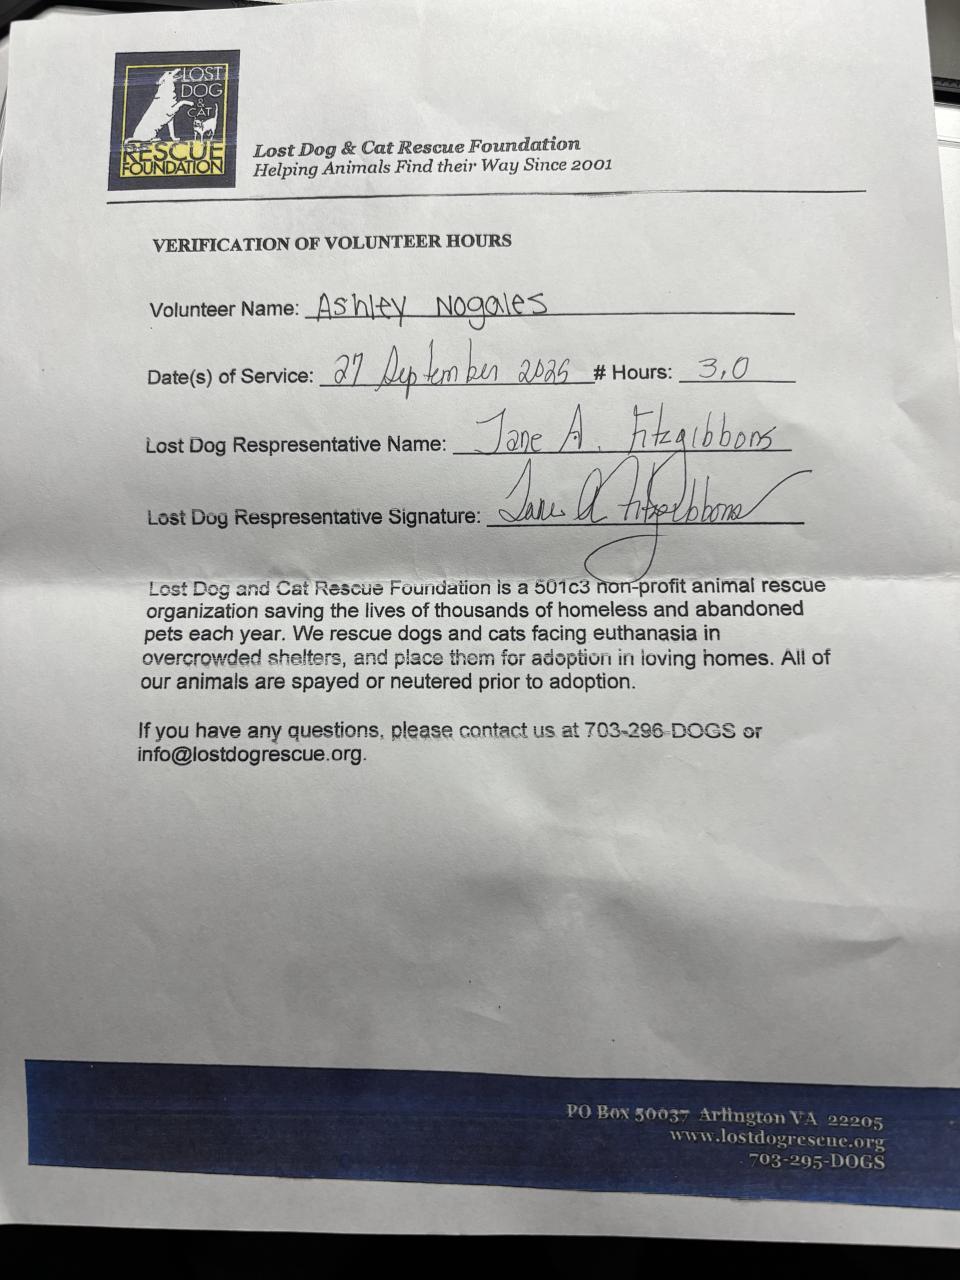 LOST
DOG
&
CAT
RESCUE
FOUNDATION
Lost Dog & Cat Rescue Foundation
Helping Animals Find their Way Since 2001
VERIFICATION OF VOLUNTEER HOURS
Volunteer Name: Ashley Nogales
Date(s) of Service: 27 September 2025 # Hours: 3.0
Lost Dog Respresentative Name: Jane A. Fitzgibbons
Lost Dog Respresentative Signature: Jane A Fitzgibbons
Lost Dog and Cat Rescue Foundation is a 501c3 non-profit animal rescue
organization saving the lives of thousands of homeless and abandoned
pets each year. We rescue dogs and cats facing euthanasia in
overcrowded shelters, and place them for adoption in loving homes. All of
our animals are spayed or neutered prior to adoption.
If you have any questions, please contact us at 703-296-DOGS or
info@lostdogrescue.org.
PO Box 50037 Arlington VA 22205
www.lostdogrescue.org
703-295-DOGS